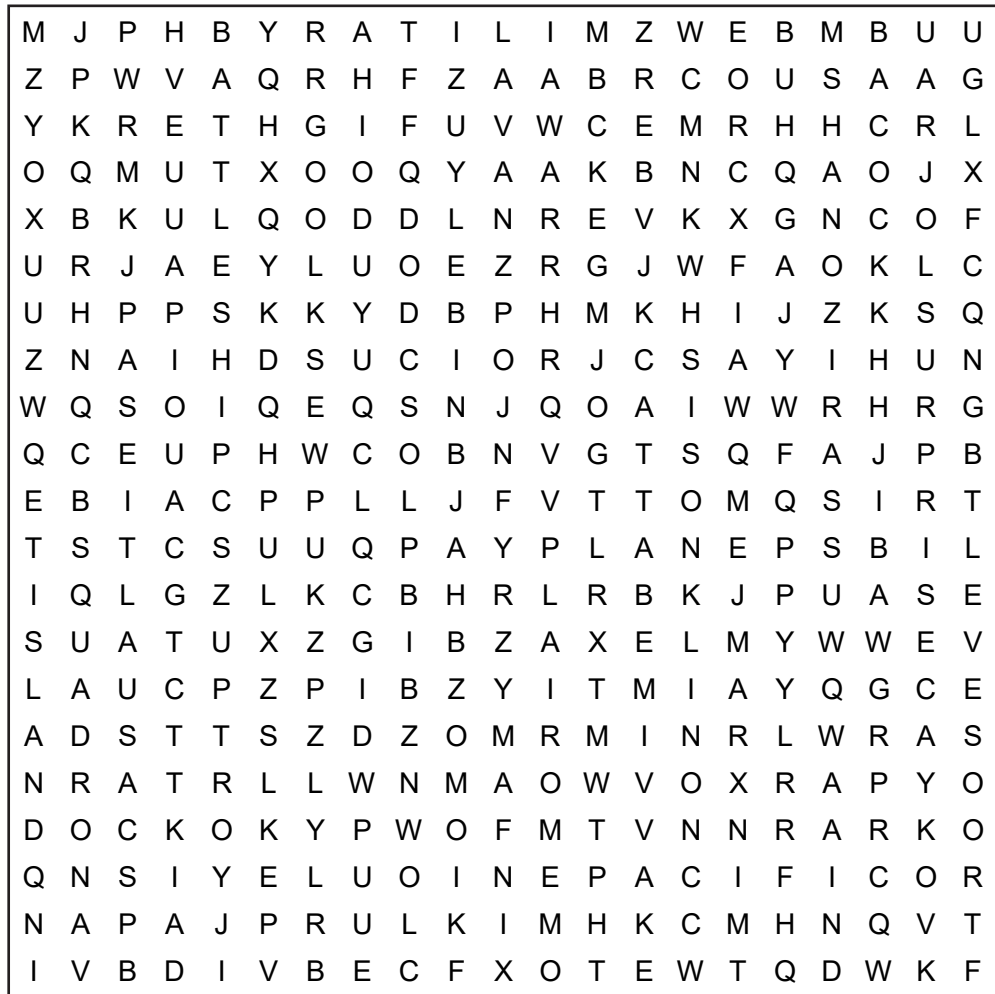 M J P H B Y R A T I L I M Z W E B M B U U
Z P W V A Q R H F Z A A B R C O U S A A G
Y K R E T H G I F U V W C E M R H H C R L
O Q M U T X O O Q Y A A K B N C Q A O J X
X B K U L Q O D D L N R E V K X G N C O F
U R J A E Y L U O E Z R G J W F A O K L C
U H P P S K K Y D B P H M K H I J Z K S Q
Z N A I H D S U C I O R J C S A Y I H U N
W Q S O I Q E Q S N J Q O A I W W R H R G
Q C E U P H W C O B N V G T S Q F A J P B
E B I A C P P L L J F V T T O M Q S I R T
T S T C S U U Q P A Y P L A N E P S B I L
I Q L G Z L K C B H R L R B K J P U A S E
S U A T U X Z G I B Z A X E L M Y W W E V
L A U C P Z P I B Z Y I T M I A Y Q G C E
A D S T T S Z D Z O M R M I N R L W R A S
N R A T R L L W N M A O W V O X R A P Y O
D O C K O K Y P W O F M T V N N R A R K O
Q N S I Y E L U O I N E P A C I F I C O R
N A P A J P R U L K I M H K C M H N Q V T
I V B D I V B E C F X O T E W T Q D W K F